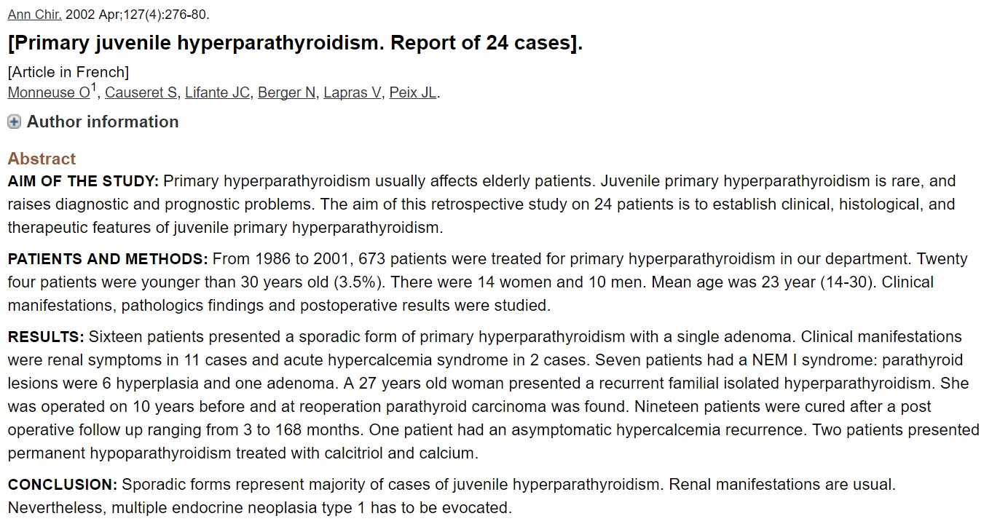 Ann Chir. 2002 Apr;127(4):276-80.
[Primary juvenile hyperparathyroidism. Report of 24 cases].
[Article in French]
Monneuse O1, Causeret S, Lifante JC, Berger N, Lapras V, Peix JL.
Author information
Abstract
AIM OF THE STUDY: Primary hyperparathyroidism usually affects elderly patients. Juvenile primary hyperparathyroidism is rare, and
raises diagnostic and prognostic problems. The aim of this retrospective study on 24 patients is to establish clinical, histological, and
therapeutic features of juvenile primary hyperparathyroidism.
PATIENTS AND METHODS: From 1986 to 2001, 673 patients were treated for primary hyperparathyroidism in our department. Twenty
four patients were younger than 30 years old (3.5%). There were 14 women and 10 men. Mean age was 23 year (14-30). Clinical
manifestations, pathologics findings and postoperative results were studied.
RESULTS: Sixteen patients presented a sporadic form of primary hyperparathyroidism with a single adenoma. Clinical manifestations
were renal symptoms in 11 cases and acute hypercalcemia syndrome in 2 cases. Seven patients had a NEM I syndrome: parathyroid
lesions were 6 hyperplasia and one adenoma. A 27 years old woman presented a recurrent familial isolated hyperparathyroidism. She
was operated on 10 years before and at reoperation parathyroid carcinoma was found. Nineteen patients were cured after a post
operative follow up ranging from 3 to 168 months. One patient had an asymptomatic hypercalcemia recurrence. Two patients presented
permanent hypoparathyroidism treated with calcitriol and calcium.
CONCLUSION: Sporadic forms represent majority of cases of juvenile hyperparathyroidism. Renal manifestations are usual.
Nevertheless, multiple endocrine neoplasia type 1 has to be evocated.